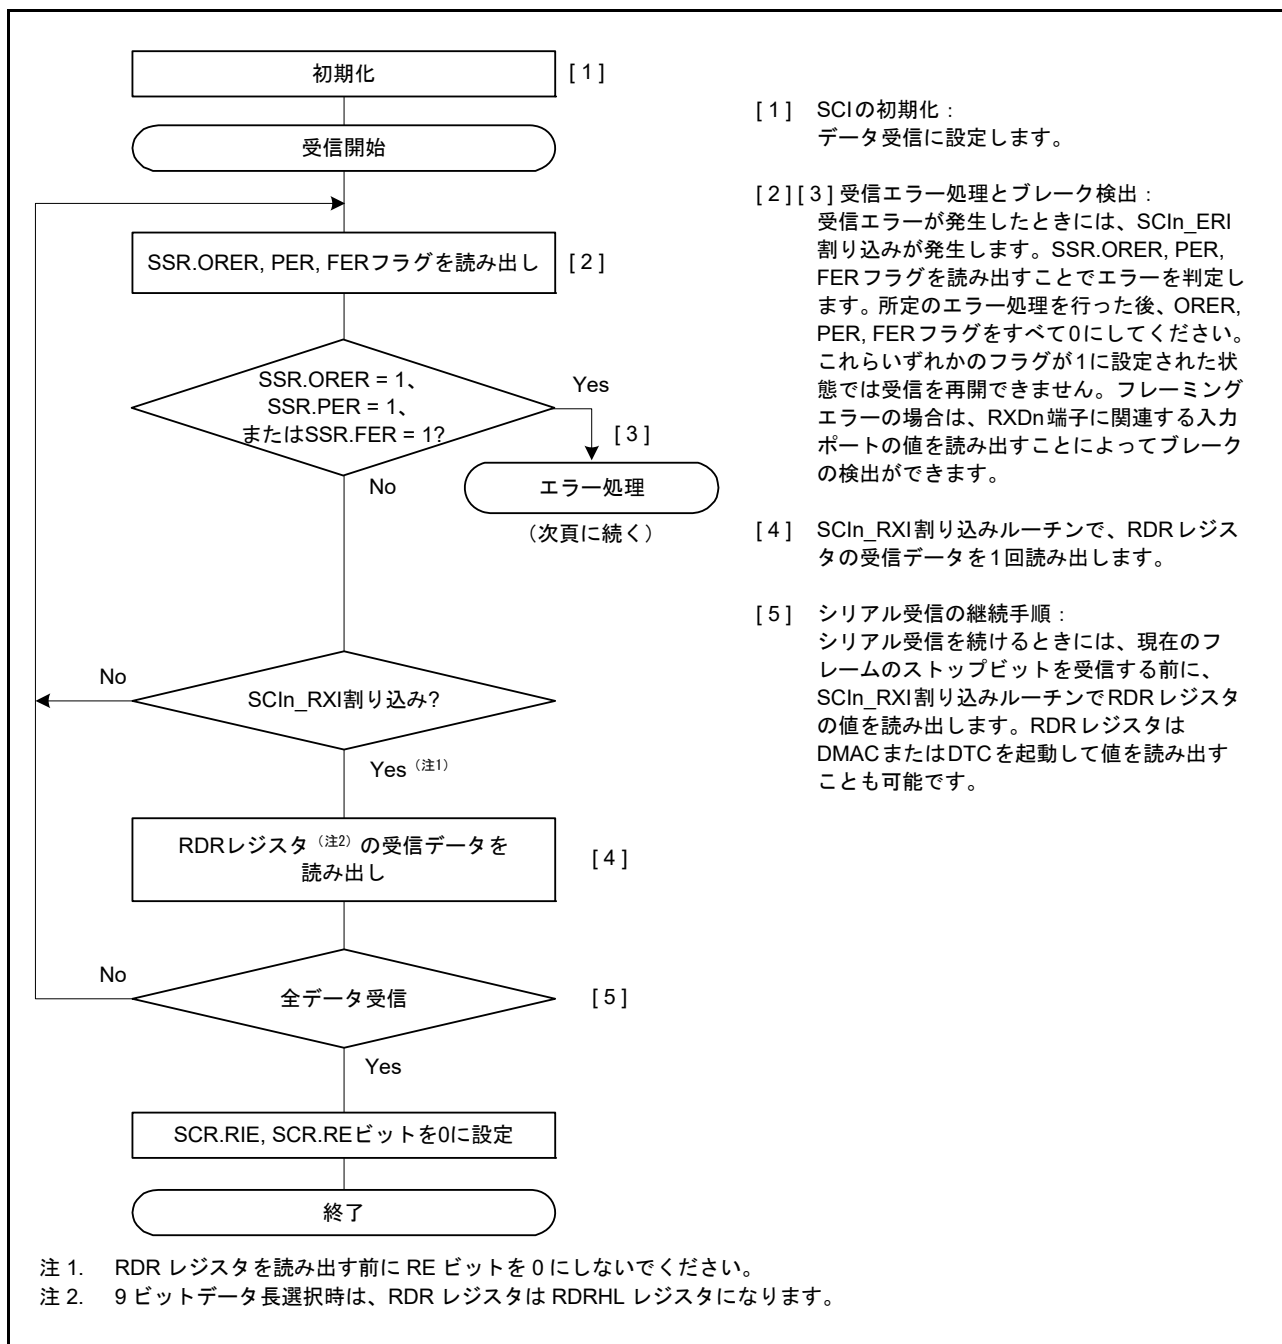 初期化
[ 1 ]
受信開始
SSR.ORER, PER, FERフラグを読み出し
[ 2 ]
SSR.ORER = 1、
SSR.PER = 1、
またはSSR.FER = 1?
Yes
[ 3 ]
No
エラー処理
（次頁に続く）
SCIn_RXI割り込み?
No
Yes（注1）
RDRレジスタ（注2）の受信データを
読み出し
[ 4 ]
全データ受信
No
[ 5 ]
Yes
SCR.RIE, SCR.REビットを0に設定
終了
[ 1 ] SCIの初期化：
データ受信に設定します。
[ 2 ] [ 3 ] 受信エラー処理とブレーク検出：
受信エラーが発生したときには、SCIn_ERI
割り込みが発生します。SSR.ORER, PER,
FERフラグを読み出すことでエラーを判定し
ます。所定のエラー処理を行った後、ORER,
PER, FERフラグをすべて0にしてください。
これらいずれかのフラグが1に設定された状
態では受信を再開できません。フレーミング
エラーの場合は、RXDn端子に関連する入力
ポートの値を読み出すことによってブレーク
の検出ができます。
[ 4 ] SCIn_RXI割り込みルーチンで、RDRレジス
タの受信データを1回読み出します。
[ 5 ] シリアル受信の継続手順：
シリアル受信を続けるときには、現在のフ
レームのストップビットを受信する前に、
SCIn_RXI割り込みルーチンでRDRレジスタ
の値を読み出します。RDRレジスタは
DMACまたはDTCを起動して値を読み出す
ことも可能です。
注 1. RDR レジスタを読み出す前に RE ビットを 0 にしないでください。
注 2. 9 ビットデータ長選択時は、RDR レジスタは RDRHL レジスタになります。